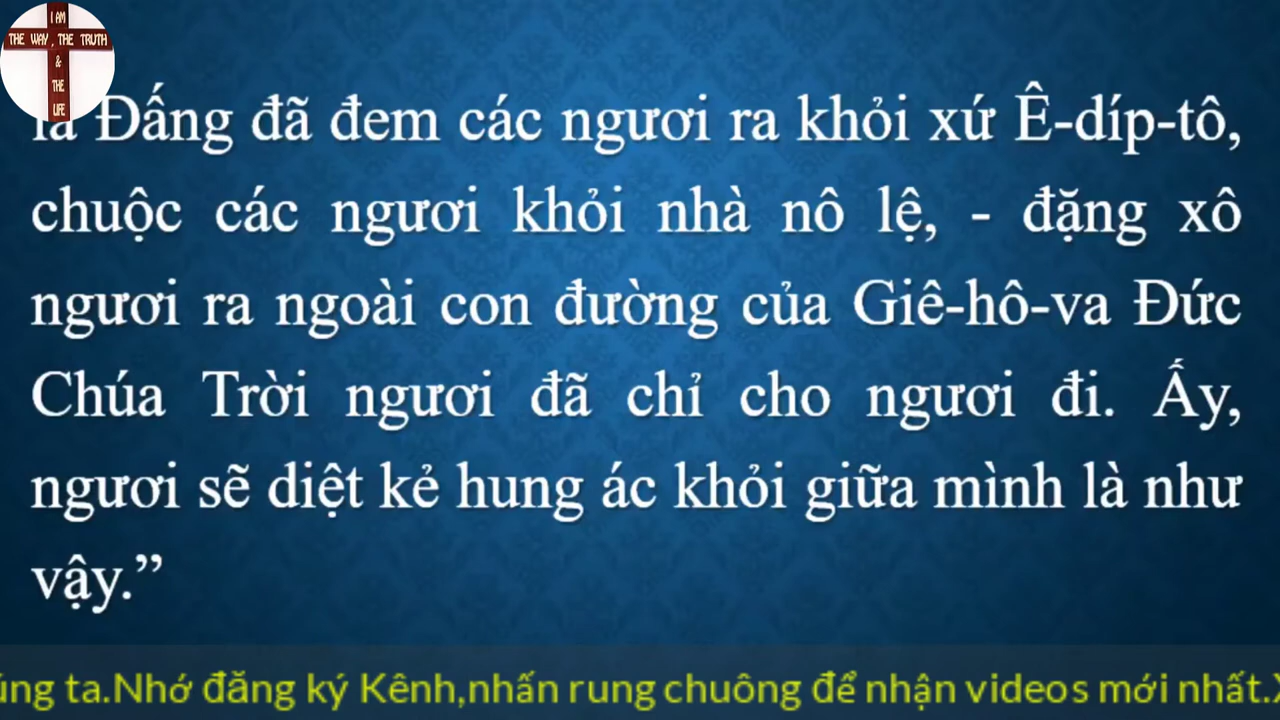 I AM
THE WAY, THE TRUTH
&
THE
LIFE
là Đấng đã đem các ngươi ra khỏi xứ Ê-díp-tô,
chuộc các ngươi khỏi nhà nô lệ, - đặng xô
ngươi ra ngoài con đường của Giê-hô-va Đức
Chúa Trời ngươi đã chỉ cho ngươi đi. Ấy,
ngươi sẽ diệt kẻ hung ác khỏi giữa mình là như
vậy.”
ta.Nhớ đăng ký Kênh,nhấn rung chuông để nhận videos mới nhất.